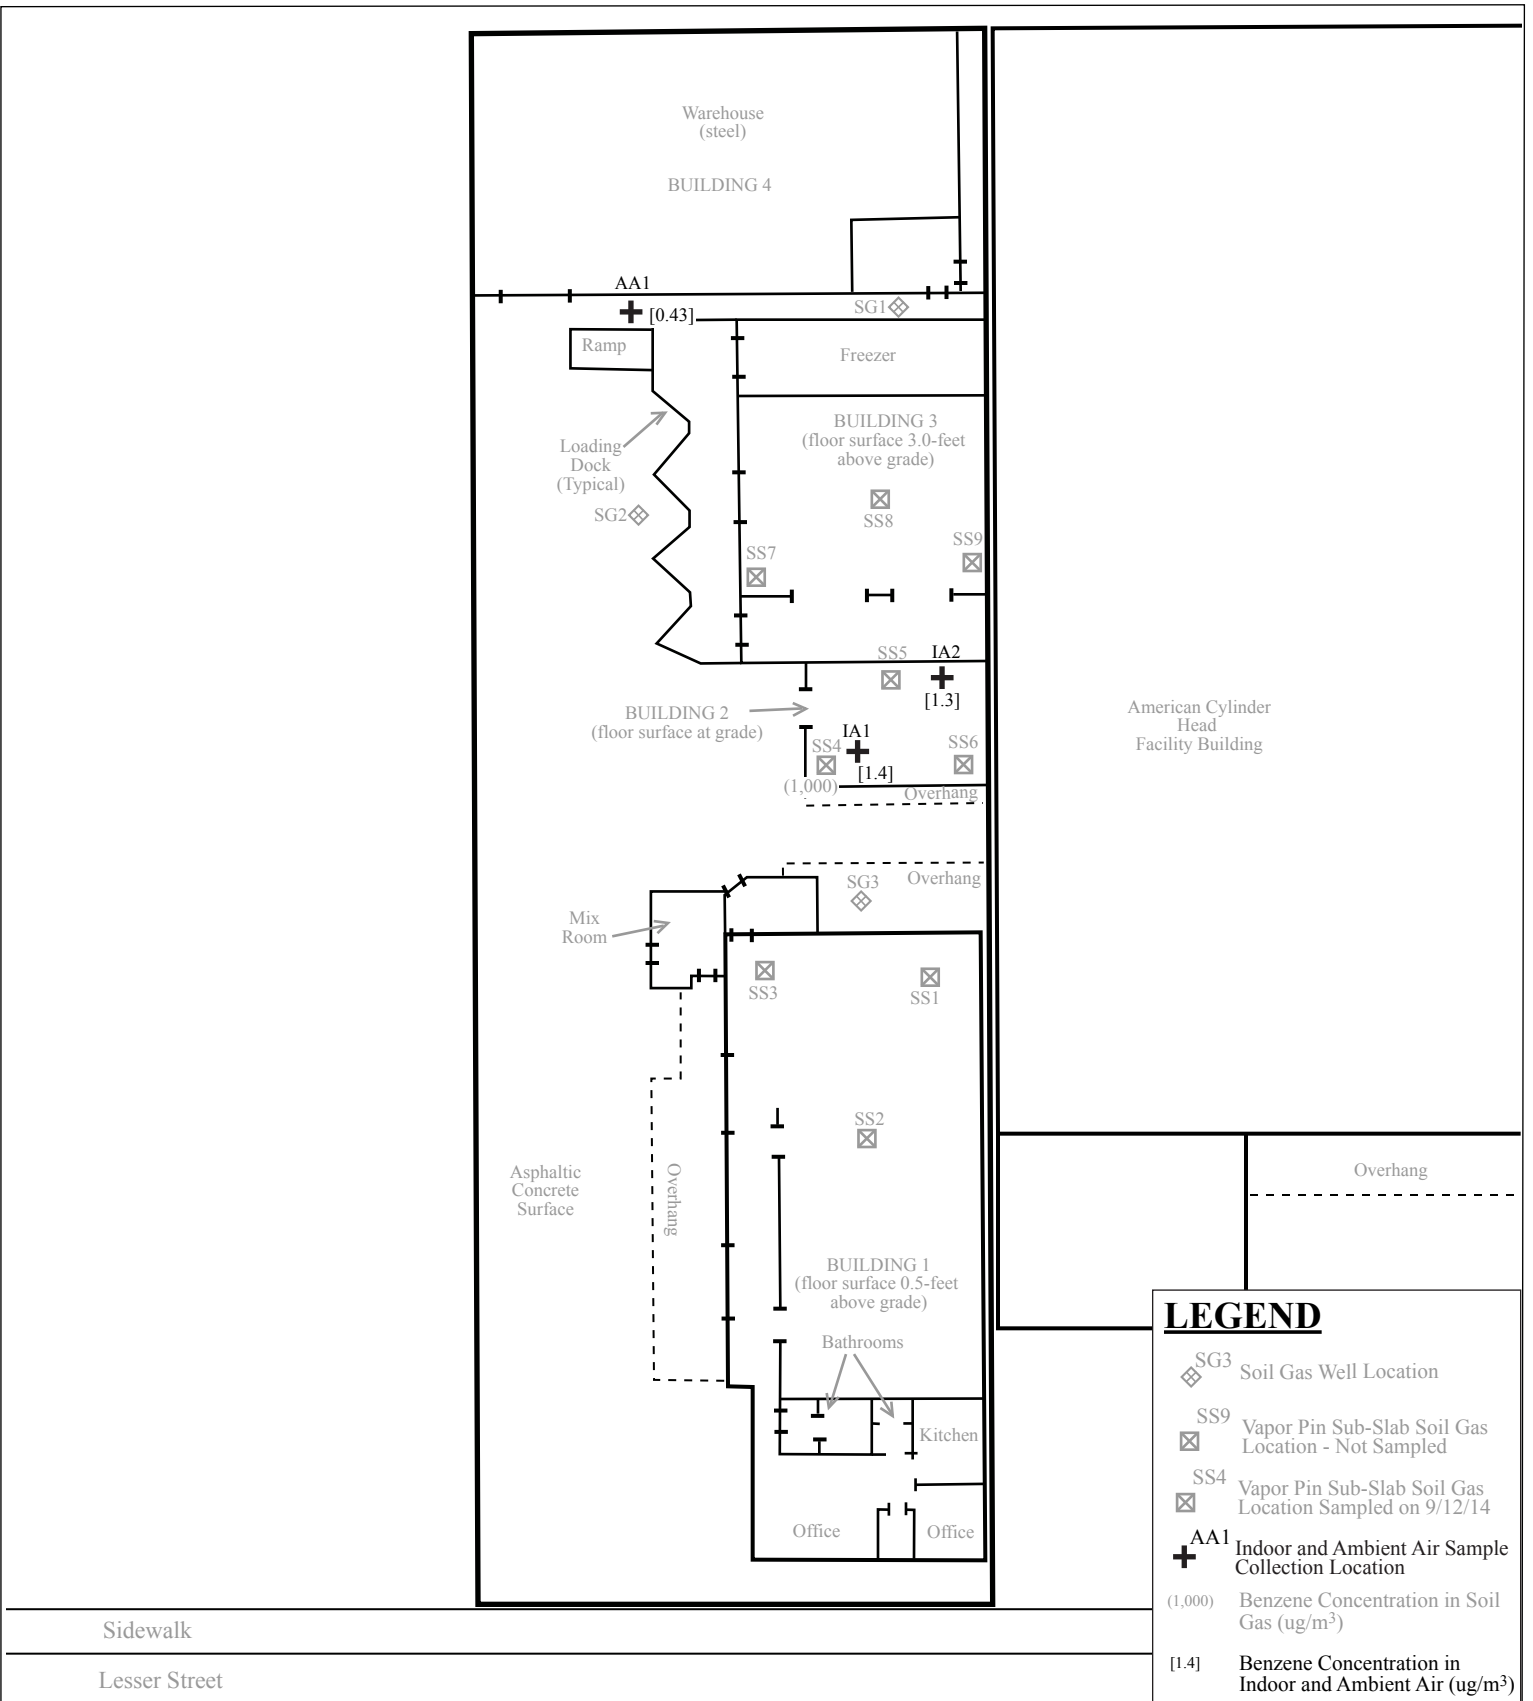 Warehouse
(steel)
BUILDING 4
AA1
[0.43]
SG1
Ramp
Freezer
BUILDING 3
(floor surface 3.0-feet
above grade)
Loading
Dock
(Typical)
SG2
SS8
SS9
SS7
SS5
IA2
[1.3]
BUILDING 2
(floor surface at grade)
IA1
SS4
SS6
[1.4]
(1,000)
Overhang
American Cylinder
Head
Facility Building
Overhang
SG3
Mix
Room
SS3
SS1
SS2
Asphaltic
Concrete
Surface
Overhang
Overhang
BUILDING 1
(floor surface 0.5-feet
above grade)
Bathrooms
Kitchen
Office
Office
Sidewalk
Lesser Street
LEGEND
SG3
Soil Gas Well Location
SS9
Vapor Pin Sub-Slab Soil Gas
Location - Not Sampled
SS4
Vapor Pin Sub-Slab Soil Gas
Location Sampled on 9/12/14
AA1
Indoor and Ambient Air Sample
Collection Location
(1,000)
Benzene Concentration in Soil
Gas (ug/m³)
[1.4]
Benzene Concentration in
Indoor and Ambient Air (ug/m³)